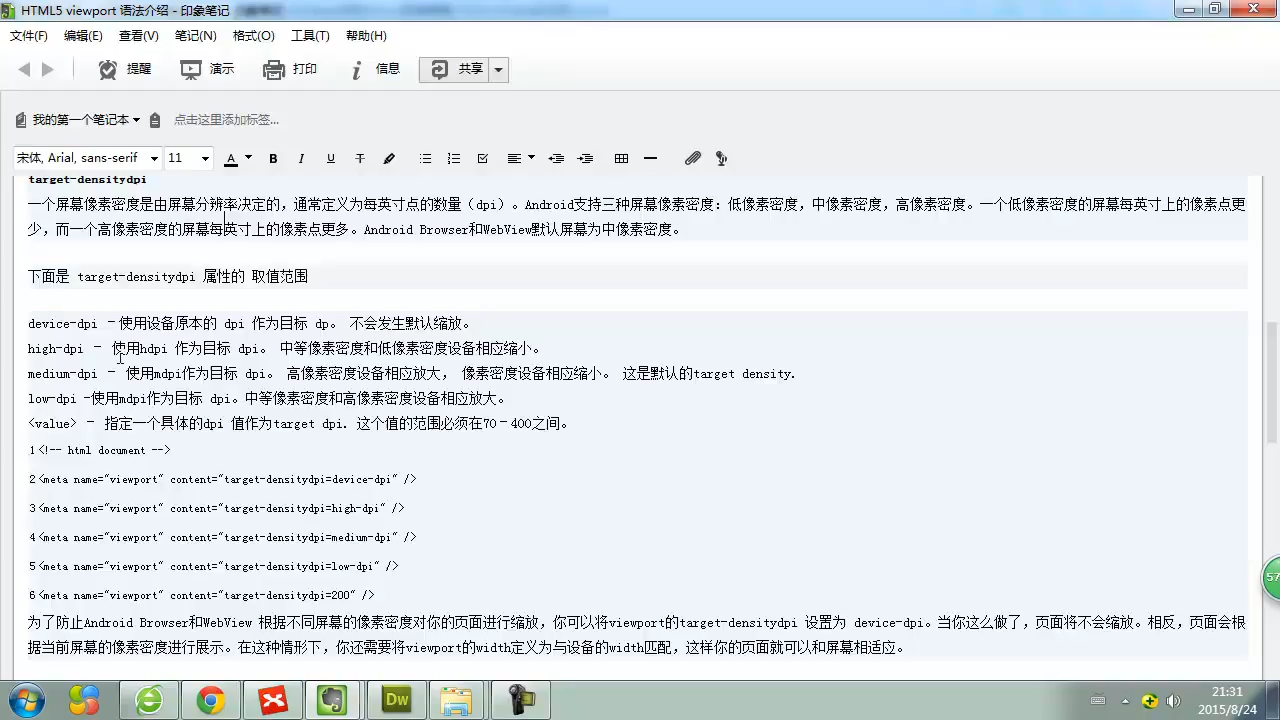 HTML5 viewport 语法介绍 - 印象笔记
文件(F) 编辑(E) 查看(V) 笔记(N) 格式(O) 工具(T) 帮助(H)
提醒 演示 打印 信息 共享
我的第一个笔记本 点击这里添加标签...
宋体, Arial, sans-serif 11 A B I U T
target-densitydpi
一个屏幕像素密度是由屏幕分辨率决定的，通常定义为每英寸点的数量（dpi）。Android支持三种屏幕像素密度：低像素密度，中像素密度，高像素密度。一个低像素密度的屏幕每英寸上的像素点更
少，而一个高像素密度的屏幕每英寸上的像素点更多。Android Browser和WebView默认屏幕为中像素密度。
下面是 target-densitydpi 属性的 取值范围
device-dpi －使用设备原本的 dpi 作为目标 dp。 不会发生默认缩放。
high-dpi － 使用hdpi 作为目标 dpi。 中等像素密度和低像素密度设备相应缩小。
medium-dpi － 使用mdpi作为目标 dpi。 高像素密度设备相应放大， 像素密度设备相应缩小。 这是默认的target density.
low-dpi -使用mdpi作为目标 dpi。中等像素密度和高像素密度设备相应放大。
<value> － 指定一个具体的dpi 值作为target dpi. 这个值的范围必须在70－400之间。
1<!-- html document -->
2<meta name="viewport" content="target-densitydpi=device-dpi" />
3<meta name="viewport" content="target-densitydpi=high-dpi" />
4<meta name="viewport" content="target-densitydpi=medium-dpi" />
5<meta name="viewport" content="target-densitydpi=low-dpi" />
6<meta name="viewport" content="target-densitydpi=200" />
为了防止Android Browser和WebView 根据不同屏幕的像素密度对你的页面进行缩放，你可以将viewport的target-densitydpi 设置为 device-dpi。当你这么做了，页面将不会缩放。相反，页面会根
据当前屏幕的像素密度进行展示。在这种情形下，你还需要将viewport的width定义为与设备的width匹配，这样你的页面就可以和屏幕相适应。
57
Dw
21:31
2015/8/24